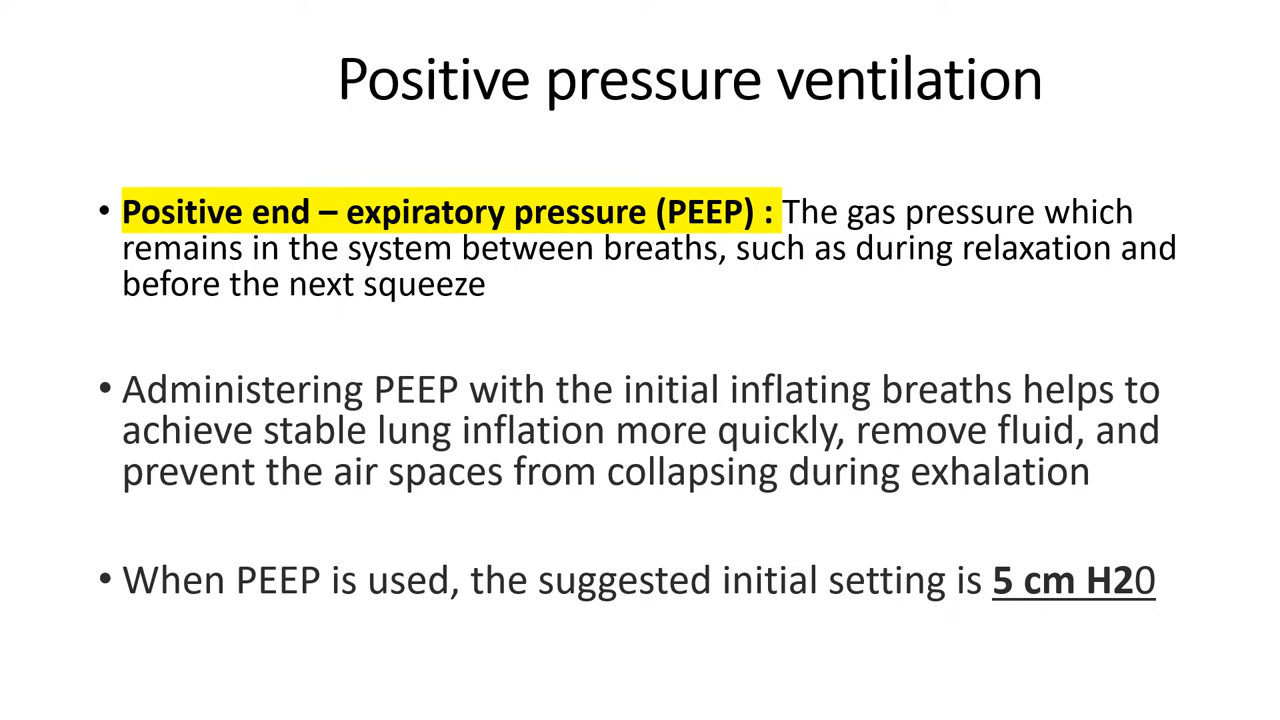 Positive pressure ventilation
• Positive end – expiratory pressure (PEEP) : The gas pressure which
remains in the system between breaths, such as during relaxation and
before the next squeeze
• Administering PEEP with the initial inflating breaths helps to
achieve stable lung inflation more quickly, remove fluid, and
prevent the air spaces from collapsing during exhalation
• When PEEP is used, the suggested initial setting is 5 cm H20